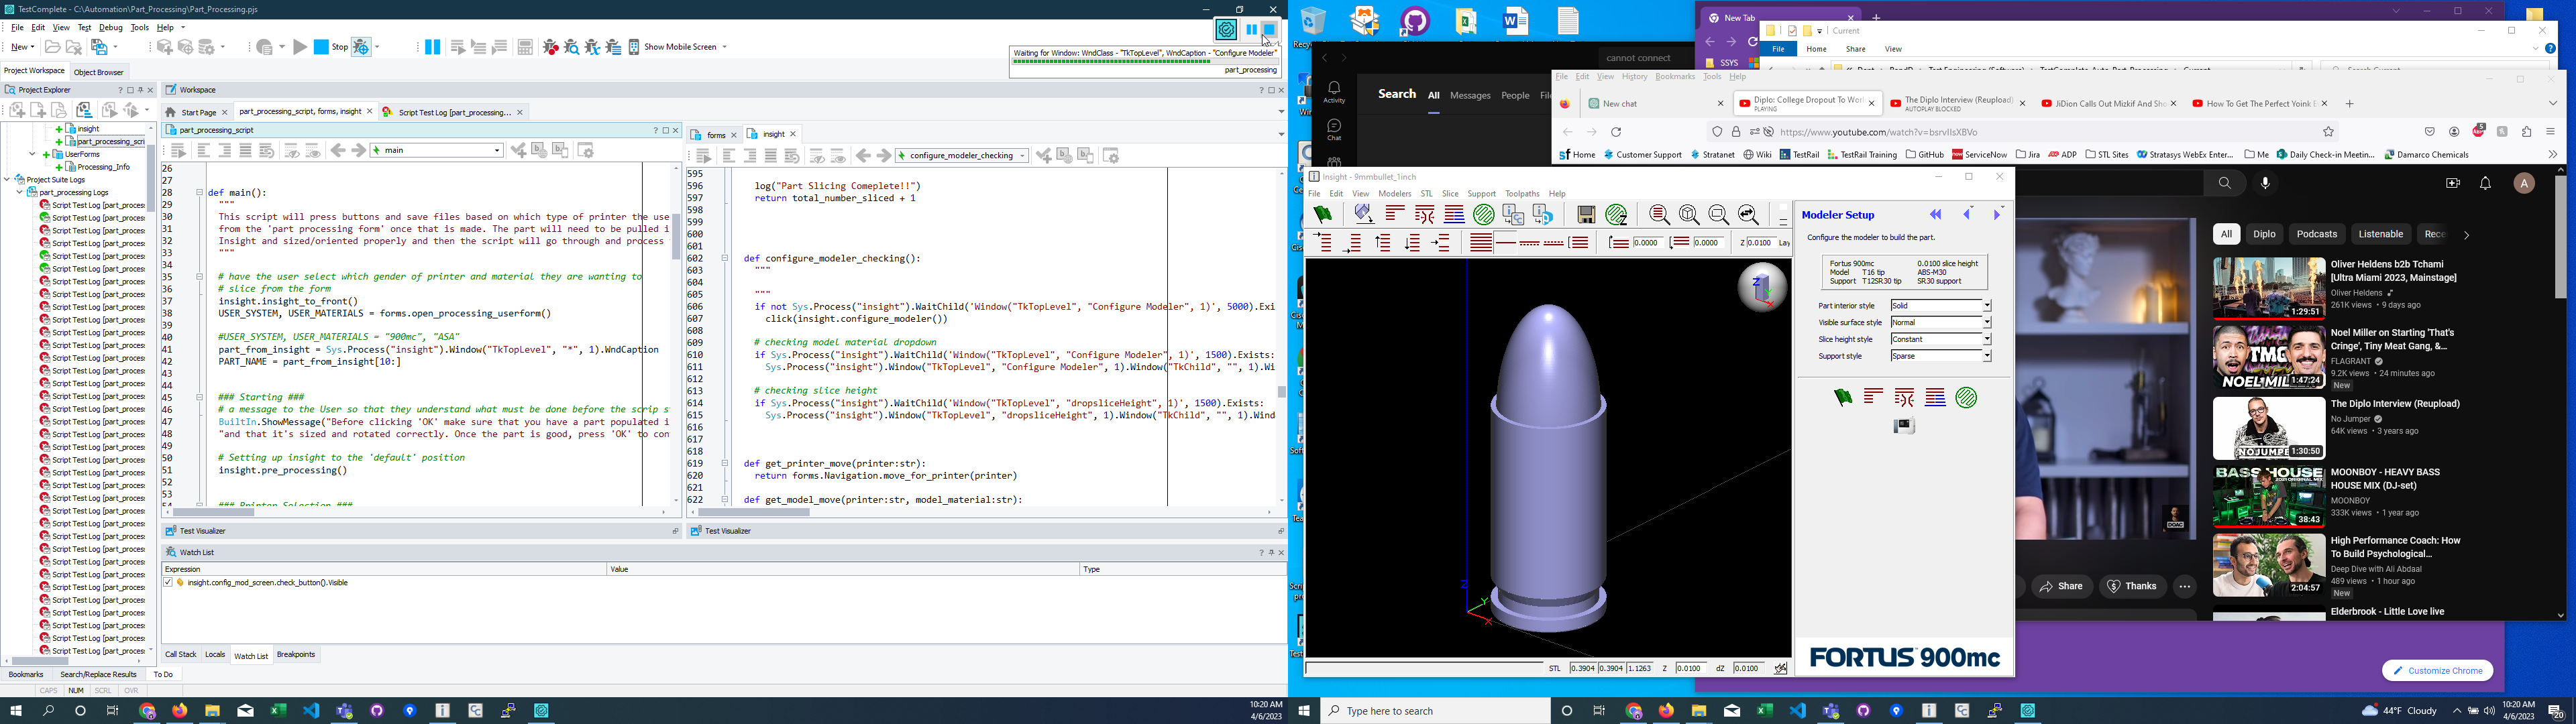 TestComplete - C:\Automation\Part_Processing\Part_Processing.pjs
File Edit View Test Debug Tools Help
New Stop Show Mobile Screen
Waiting for Window: WndClass - "TkTopLevel", WndCaption - "Configure Modeler"
part_processing
Project Workspace Object Browser
Project Explorer
insight
part_processing_scri
UserForms
Processing_Info
Project Suite Logs
part_processing Logs
Script Test Log [part_process
Workspace
Start Page part_processing_script, forms, insight Script Test Log [part_processing...
part_processing_script
main
26
27
28 def main():
29 """
30 This script will press buttons and save files based on which type of printer the use
31 from the 'part processing form' once that is made. The part will need to be pulled i
32 Insight and sized/oriented properly and then the script will go through and process
33 """
34
35 # have the user select which gender of printer and material they are wanting to
36 # slice from the form
37 insight.insight_to_front()
38 USER_SYSTEM, USER_MATERIALS = forms.open_processing_userform()
39
40 #USER_SYSTEM, USER_MATERIALS = "900mc", "ASA"
41 part_from_insight = Sys.Process("insight").Window("TkTopLevel", "*", 1).WndCaption
42 PART_NAME = part_from_insight[10:]
43
44
45 ### Starting ###
46 # a message to the User so that they understand what must be done before the scrip s
47 BuiltIn.ShowMessage("Before clicking 'OK' make sure that you have a part populated i
48 "and that it's sized and rotated correctly. Once the part is good, press 'OK' to con
49
50 # Setting up insight to the 'default' position
51 insight.pre_processing()
52
53
54 ### Printer Selection ###
forms insight
configure_modeler_checking
595
596 log("Part Slicing Comeplete!!")
597 return total_number_sliced + 1
598
599
600
601
602 def configure_modeler_checking():
603 """
604
605 """
606 if not Sys.Process("insight").WaitChild('Window("TkTopLevel", "Configure Modeler", 1)', 5000).Exi
607 click(insight.configure_modeler())
608
609 # checking model material dropdown
610 if Sys.Process("insight").WaitChild('Window("TkTopLevel", "Configure Modeler", 1)', 1500).Exists:
611 Sys.Process("insight").Window("TkTopLevel", "Configure Modeler", 1).Window("TkChild", "", 1).Wi
612
613 # checking slice height
614 if Sys.Process("insight").WaitChild('Window("TkTopLevel", "dropsliceHeight", 1)', 1500).Exists:
615 Sys.Process("insight").Window("TkTopLevel", "dropsliceHeight", 1).Window("TkChild", "", 1).Wind
616
617
618
619 def get_printer_move(printer:str):
620 return forms.Navigation.move_for_printer(printer)
621
622 def get_model_move(printer:str, model_material:str):
Test Visualizer Test Visualizer
Watch List
Expression Value Type
insight.config_mod_screen.check_button().Visible
Call Stack Locals Watch List Breakpoints
Bookmarks Search/Replace Results To Do
CAPS NUM SCRL OVR
10:20 AM
4/6/2023
New Tab
Current
File Home Share View
SSYS
cannot connect
Search All Messages People File
Activity
Chat
File Edit View History Bookmarks Tools Help
New chat
Diplo: College Dropout To Worl
PLAYING
The Diplo Interview (Reupload)
AUTOPLAY BLOCKED
JiDion Calls Out Mizkif And Sho
How To Get The Perfect Yoink E
https://www.youtube.com/watch?v=bsrvIlsXBVo
Home Customer Support Stratanet Wiki TestRail TestRail Training GitHub ServiceNow Jira ADP STL Sites Stratasys WebEx Enter... Me Daily Check-in Meetin... Damarco Chemicals
Insight - 9mmbullet_1inch
File Edit View Modelers STL Slice Support Toolpaths Help
0.0000 0.0000 Z 0.0100 Lay
Modeler Setup
Configure the modeler to build the part.
Fortus 900mc 0.0100 slice height
Model T16 tip ABS-M30
Support T12SR30 tip SR30 support
Part interior style Solid
Visible surface style Normal
Slice height style Constant
Support style Sparse
Z
Y
X
FORTUS 900mc
STL 0.3904 0.3904 1.1263 Z 0.0100 dZ 0.0100
A
All Diplo Podcasts Listenable Rece
Oliver Heldens b2b Tchami
[Ultra Miami 2023, Mainstage]
Oliver Heldens
261K views • 9 days ago
1:29:51
Noel Miller on Starting 'That's
Cringe', Tiny Meat Gang, &...
FLAGRANT
9.2K views • 24 minutes ago
New
1:47:24
The Diplo Interview (Reupload)
No Jumper
64K views • 3 years ago
1:30:50
MOONBOY - HEAVY BASS
HOUSE MIX (DJ-set)
MOONBOY
333K views • 1 year ago
38:43
High Performance Coach: How
To Build Psychological...
Deep Dive with Ali Abdaal
489 views • 1 hour ago
New
2:04:57
Elderbrook - Little Love live
Share Thanks
Customize Chrome
Type here to search
44°F Cloudy
10:20 AM
4/6/2023